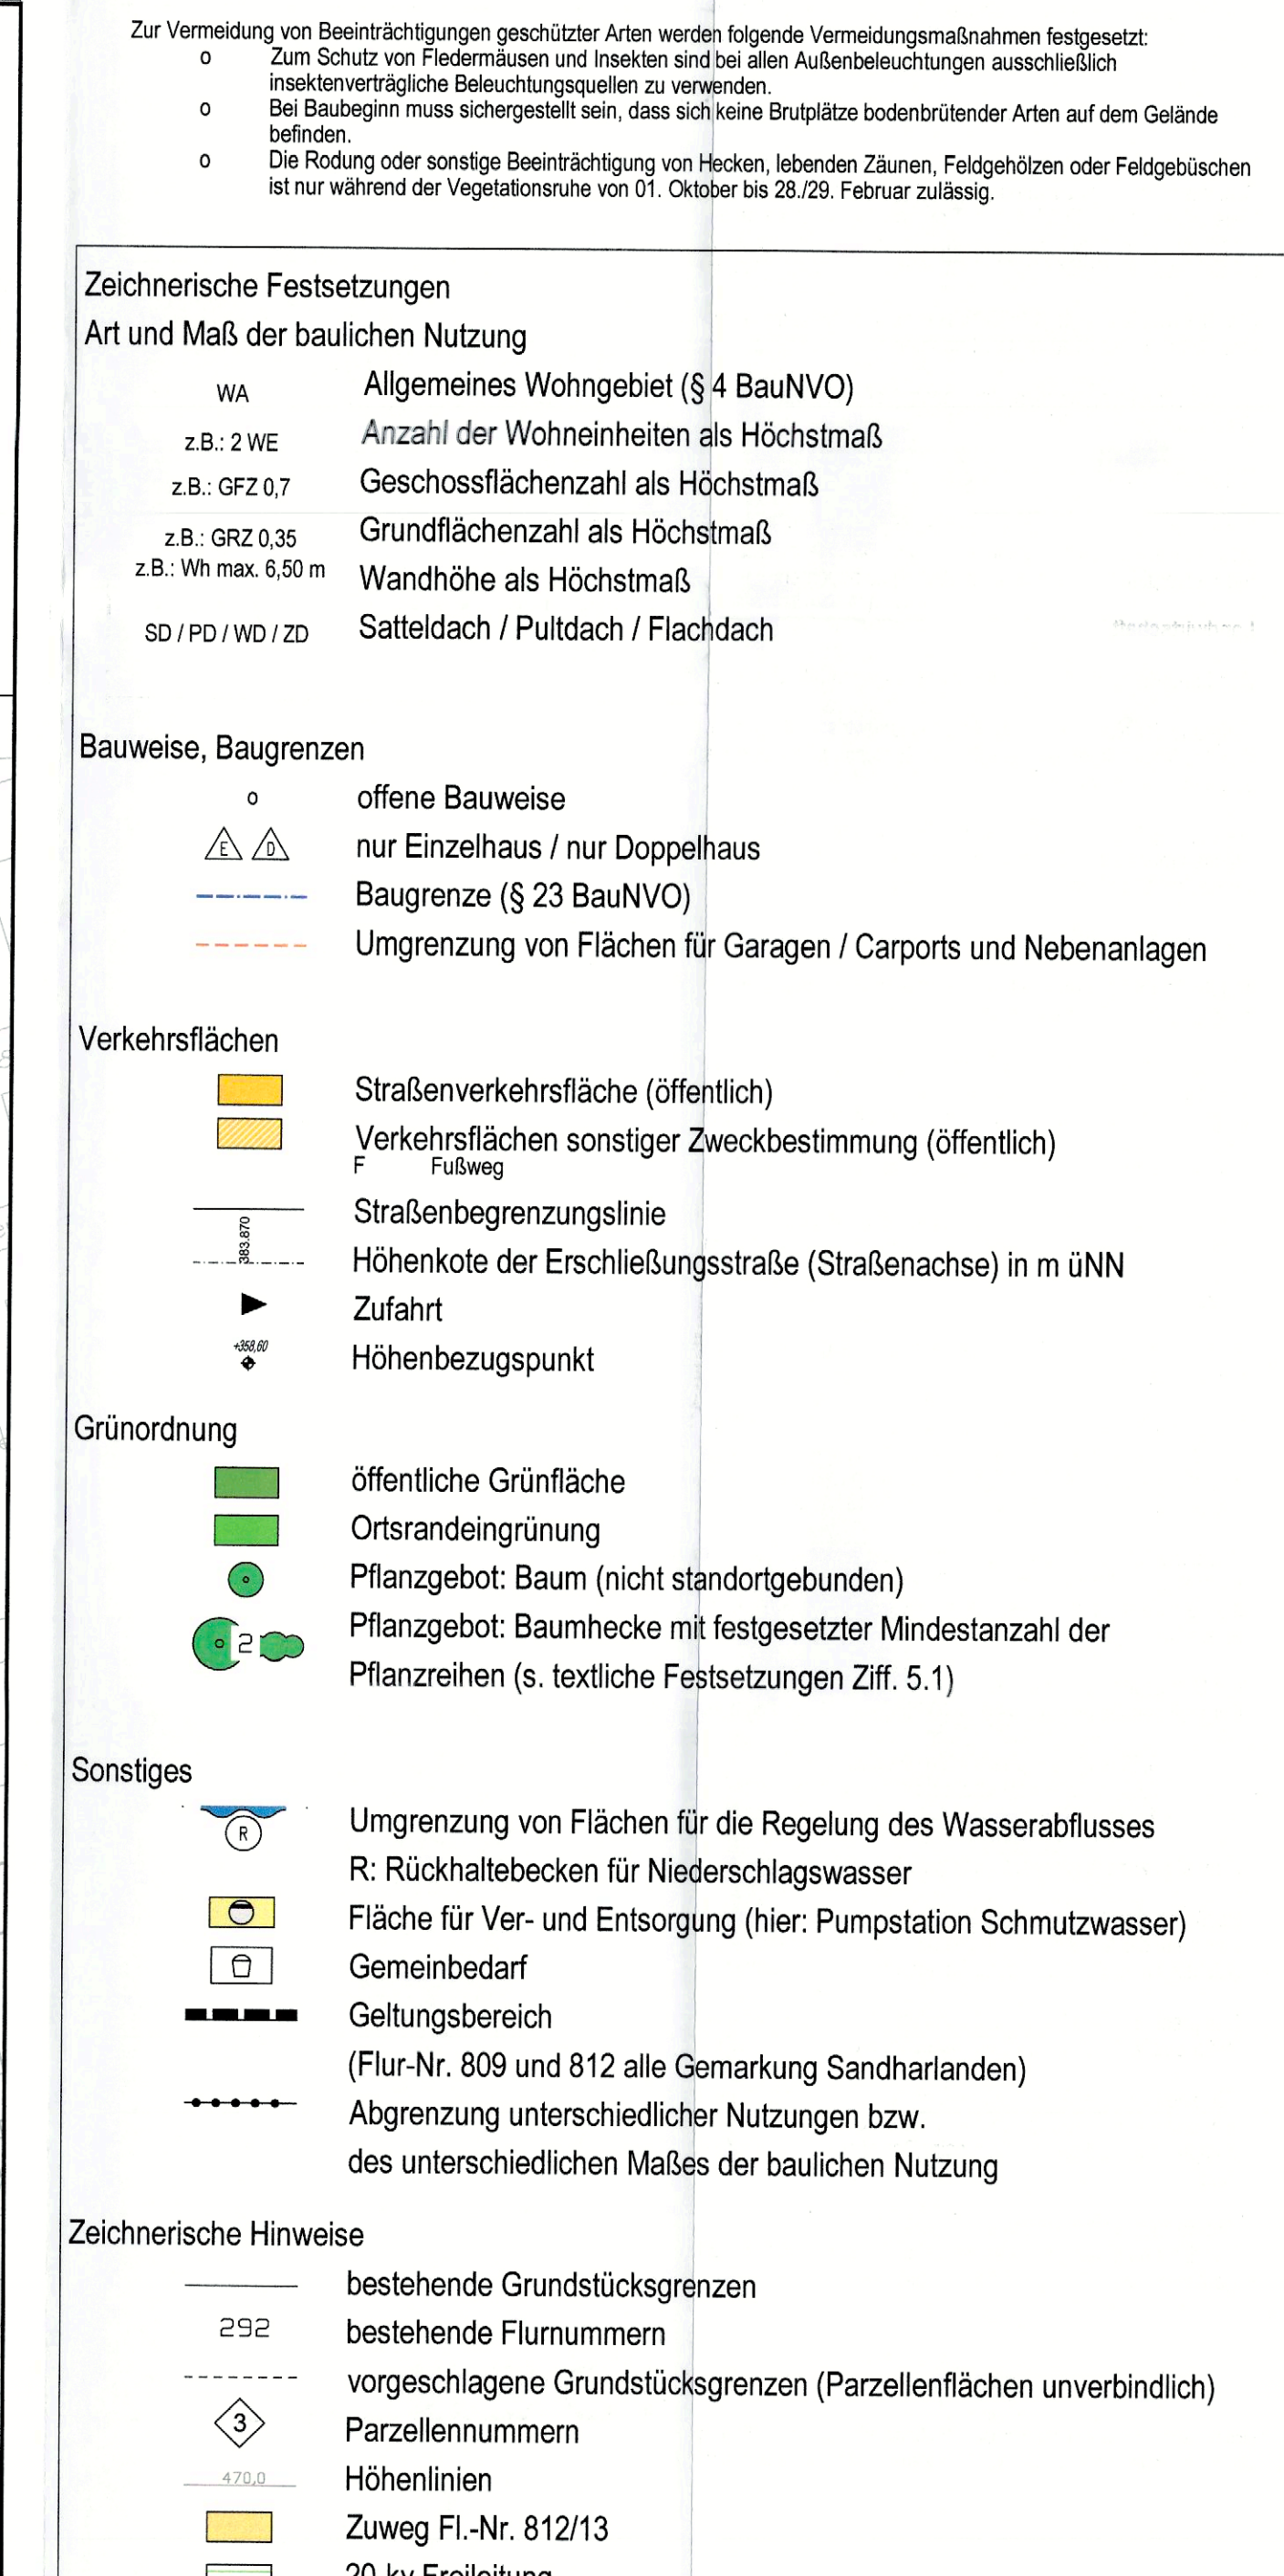 Zur Vermeidung von Beeinträchtigungen geschützter Arten werden folgende Vermeidungsmaßnahmen festgesetzt:
o Zum Schutz von Fledermäusen und Insekten sind bei allen Außenbeleuchtungen ausschließlich
insektenverträgliche Beleuchtungsquellen zu verwenden.
o Bei Baubeginn muss sichergestellt sein, dass sich keine Brutplätze bodenbrütender Arten auf dem Gelände
befinden.
o Die Rodung oder sonstige Beeinträchtigung von Hecken, lebenden Zäunen, Feldgehölzen oder Feldgebüschen
ist nur während der Vegetationsruhe von 01. Oktober bis 28./29. Februar zulässig.
Zeichnerische Festsetzungen
Art und Maß der baulichen Nutzung
WA Allgemeines Wohngebiet (§ 4 BauNVO)
z.B.: 2 WE Anzahl der Wohneinheiten als Höchstmaß
z.B.: GFZ 0,7 Geschossflächenzahl als Höchstmaß
z.B.: GRZ 0,35 Grundflächenzahl als Höchstmaß
z.B.: Wh max. 6,50 m Wandhöhe als Höchstmaß
SD / PD / WD / ZD Satteldach / Pultdach / Flachdach
Bauweise, Baugrenzen
o offene Bauweise
E D nur Einzelhaus / nur Doppelhaus
Baugrenze (§ 23 BauNVO)
Umgrenzung von Flächen für Garagen / Carports und Nebenanlagen
Verkehrsflächen
Straßenverkehrsfläche (öffentlich)
Verkehrsflächen sonstiger Zweckbestimmung (öffentlich)
F Fußweg
Straßenbegrenzungslinie
383.870 Höhenkote der Erschließungsstraße (Straßenachse) in m üNN
Zufahrt
+358,60 Höhenbezugspunkt
Grünordnung
öffentliche Grünfläche
Ortsrandeingrünung
Pflanzgebot: Baum (nicht standortgebunden)
2 Pflanzgebot: Baumhecke mit festgesetzter Mindestanzahl der
Pflanzreihen (s. textliche Festsetzungen Ziff. 5.1)
Sonstiges
R Umgrenzung von Flächen für die Regelung des Wasserabflusses
R: Rückhaltebecken für Niederschlagswasser
Fläche für Ver- und Entsorgung (hier: Pumpstation Schmutzwasser)
Gemeinbedarf
Geltungsbereich
(Flur-Nr. 809 und 812 alle Gemarkung Sandharlanden)
Abgrenzung unterschiedlicher Nutzungen bzw.
des unterschiedlichen Maßes der baulichen Nutzung
Zeichnerische Hinweise
bestehende Grundstücksgrenzen
292 bestehende Flurnummern
vorgeschlagene Grundstücksgrenzen (Parzellenflächen unverbindlich)
3 Parzellennummern
470,0 Höhenlinien
Zuweg Fl.-Nr. 812/13
20-kv Freileitung